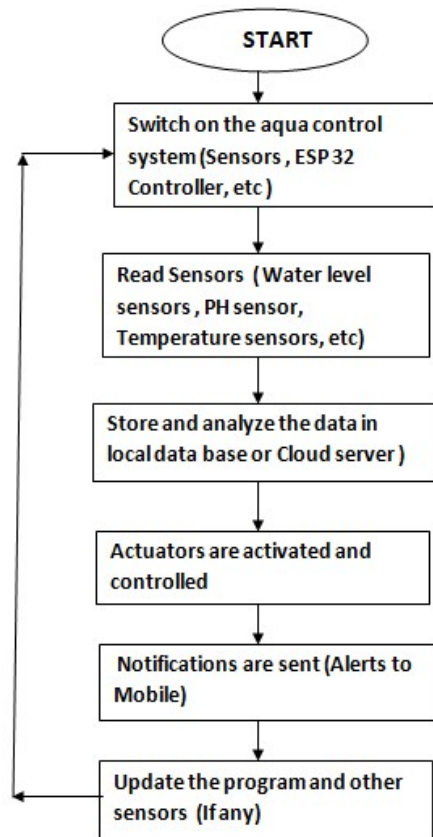 START
Switch on the aqua control
system (Sensors , ESP 32
Controller, etc )
Read Sensors ( Water level
sensors , PH sensor,
Temperature sensors, etc)
Store and analyze the data in
local data base or Cloud server )
Actuators are activated and
controlled
Notifications are sent (Alerts to
Mobile)
Update the program and other
sensors (If any)